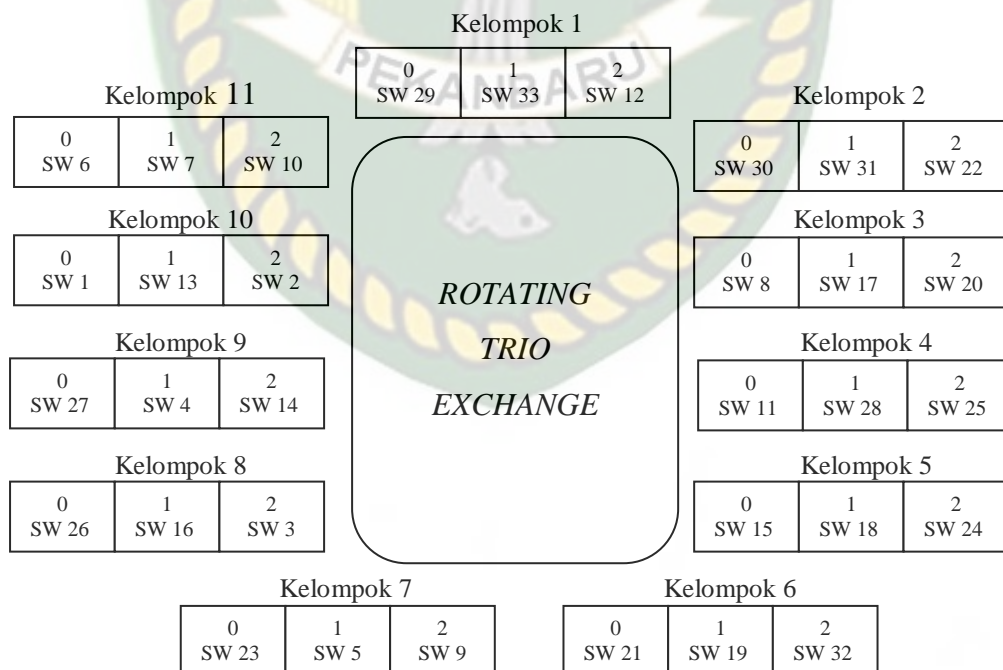 Kelompok 1
0 1 2
SW 29 SW 33 SW 12
PEKANBARU
Kelompok 11
0 1 2
SW 6 SW 7 SW 10
Kelompok 2
0 1 2
SW 30 SW 31 SW 22
Kelompok 10
0 1 2
SW 1 SW 13 SW 2
Kelompok 3
0 1 2
SW 8 SW 17 SW 20
ROTATING
TRIO
EXCHANGE
Kelompok 9
0 1 2
SW 27 SW 4 SW 14
Kelompok 4
0 1 2
SW 11 SW 28 SW 25
Kelompok 8
0 1 2
SW 26 SW 16 SW 3
Kelompok 5
0 1 2
SW 15 SW 18 SW 24
Kelompok 7
0 1 2
SW 23 SW 5 SW 9
Kelompok 6
0 1 2
SW 21 SW 19 SW 32